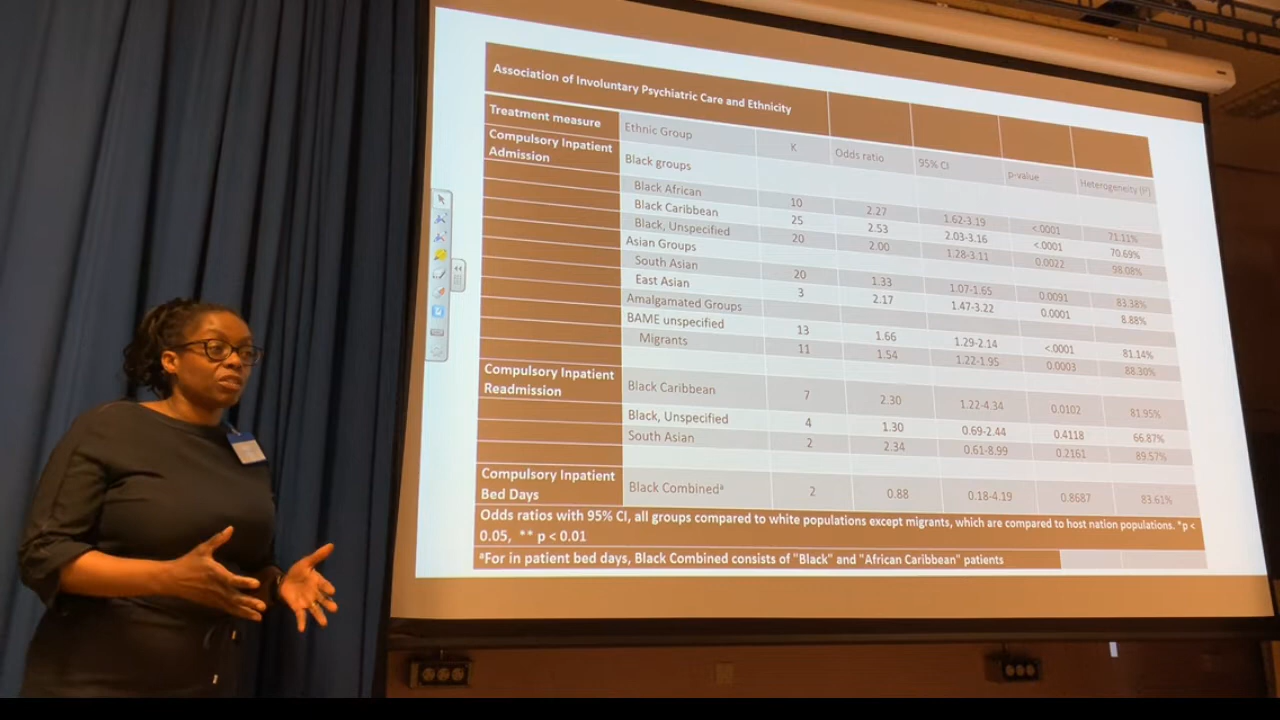 Association of Involuntary Psychiatric Care and Ethnicity
Treatment measure Ethnic Group K Odds ratio 95% CI p-value Heterogeneity (I²)
Compulsory Inpatient Admission Black groups
Black African 10 2.27 1.62-3.19 <.0001 71.11%
Black Caribbean 25 2.53 2.03-3.16 <.0001 70.69%
Black, Unspecified 20 2.00 1.28-3.11 0.0022 98.08%
Asian Groups
South Asian 20 1.33 1.07-1.65 0.0091 83.38%
East Asian 3 2.17 1.47-3.22 0.0001 8.88%
Amalgamated Groups
BAME unspecified 13 1.66 1.29-2.14 <.0001 81.14%
Migrants 11 1.54 1.22-1.95 0.0003 88.30%
Compulsory Inpatient Readmission Black Caribbean 7 2.30 1.22-4.34 0.0102 81.95%
Black, Unspecified 4 1.30 0.69-2.44 0.4118 66.87%
South Asian 2 2.34 0.61-8.99 0.2161 89.57%
Compulsory Inpatient Bed Days Black Combinedᵃ 2 0.88 0.18-4.19 0.8687 83.61%
Odds ratios with 95% CI, all groups compared to white populations except migrants, which are compared to host nation populations. *p <
0.05, ** p < 0.01
ᵃFor in patient bed days, Black Combined consists of "Black" and "African Caribbean" patients